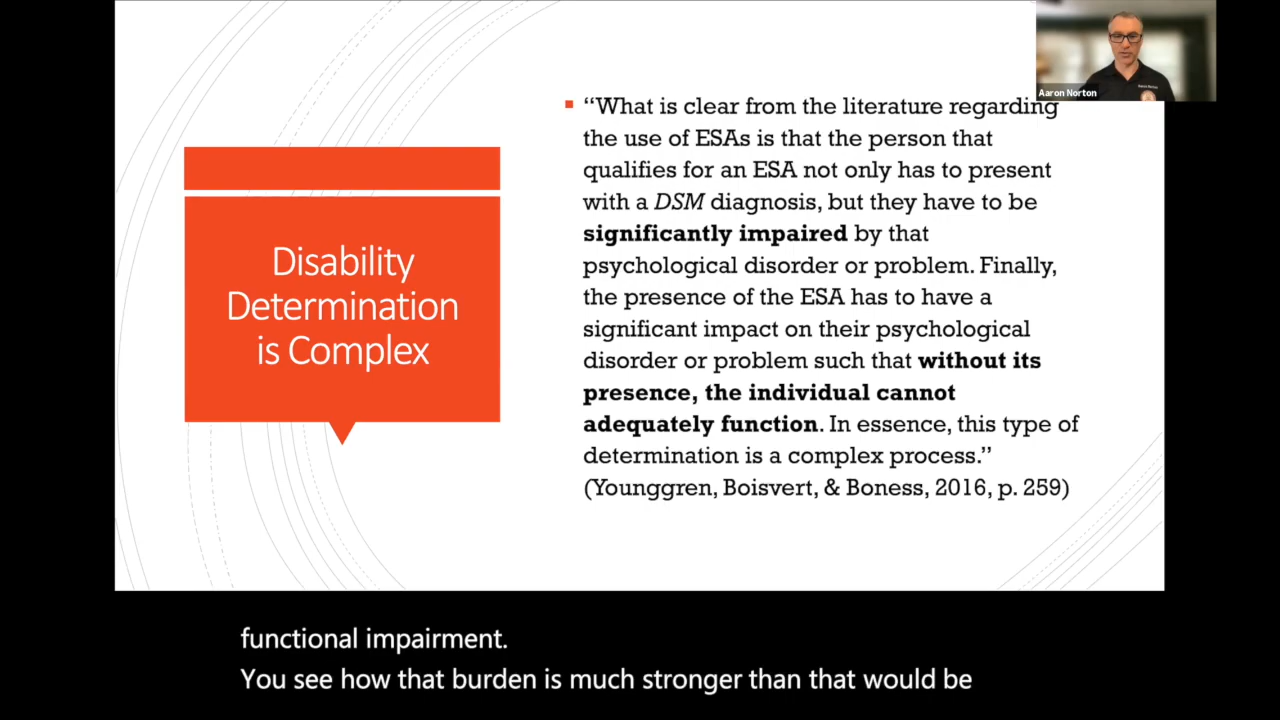 Aaron Norton
Disability
Determination
is Complex
“What is clear from the literature regarding
the use of ESAs is that the person that
qualifies for an ESA not only has to present
with a DSM diagnosis, but they have to be
significantly impaired by that
psychological disorder or problem. Finally,
the presence of the ESA has to have a
significant impact on their psychological
disorder or problem such that without its
presence, the individual cannot
adequately function. In essence, this type of
determination is a complex process.”
(Younggren, Boisvert, & Boness, 2016, p. 259)
functional impairment.
You see how that burden is much stronger than that would be